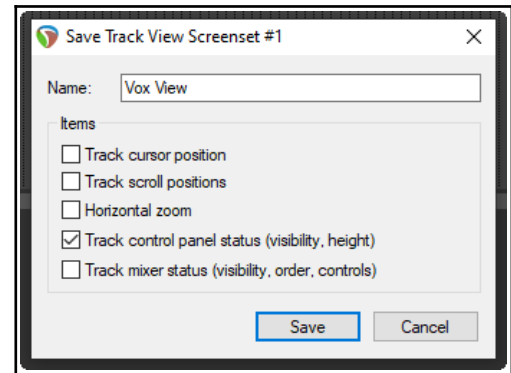 Save Track View Screenset #1
Name: Vox View
Items
Track cursor position
Track scroll positions
Horizontal zoom
Track control panel status (visibility, height)
Track mixer status (visibility, order, controls)
Save Cancel